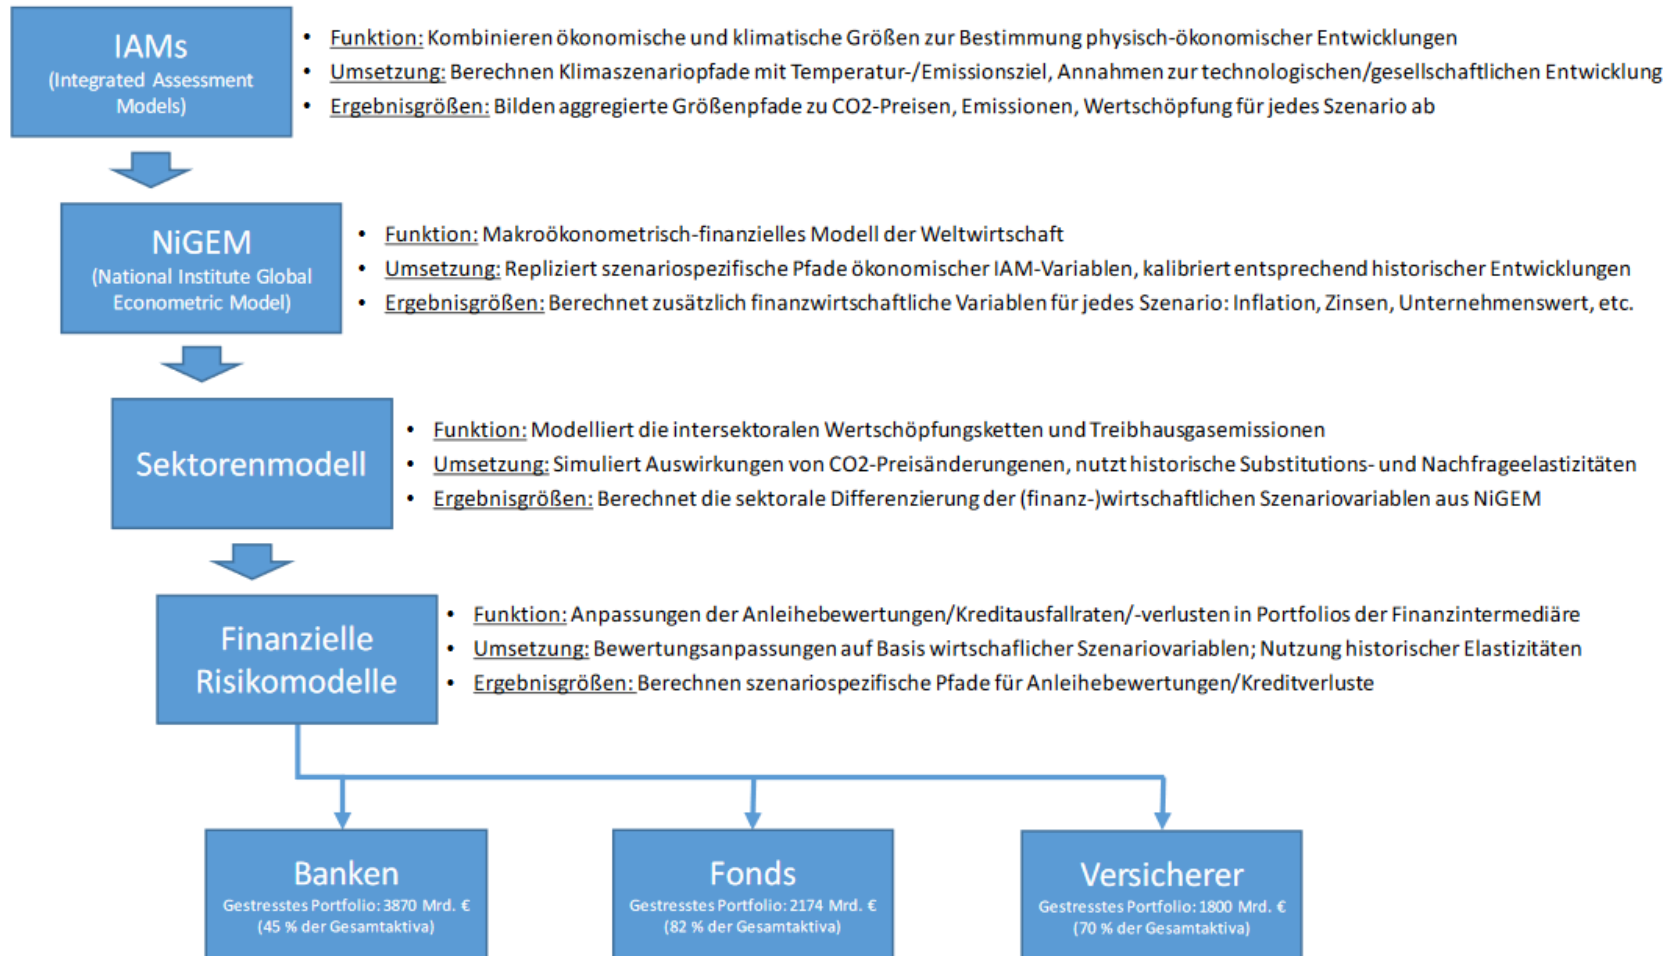 IAMs
(Integrated Assessment
Models)
• Funktion: Kombinieren ökonomische und klimatische Größen zur Bestimmung physisch-ökonomischer Entwicklungen
• Umsetzung: Berechnen Klimaszenariopfade mit Temperatur-/Emissionsziel, Annahmen zur technologischen/gesellschaftlichen Entwicklung
• Ergebnisgrößen: Bilden aggregierte Größenpfade zu CO2-Preisen, Emissionen, Wertschöpfung für jedes Szenario ab
NiGEM
(National Institute Global
Econometric Model)
• Funktion: Makroökonometrisch-finanzielles Modell der Weltwirtschaft
• Umsetzung: Repliziert szenariospezifische Pfade ökonomischer IAM-Variablen, kalibriert entsprechend historischer Entwicklungen
• Ergebnisgrößen: Berechnet zusätzlich finanzwirtschaftliche Variablen für jedes Szenario: Inflation, Zinsen, Unternehmenswert, etc.
Sektorenmodell
• Funktion: Modelliert die intersektoralen Wertschöpfungsketten und Treibhausgasemissionen
• Umsetzung: Simuliert Auswirkungen von CO2-Preisänderungenen, nutzt historische Substitutions- und Nachfrageelastizitäten
• Ergebnisgrößen: Berechnet die sektorale Differenzierung der (finanz-)wirtschaftlichen Szenariovariablen aus NiGEM
Finanzielle
Risikomodelle
• Funktion: Anpassungen der Anleihebewertungen/Kreditausfallraten/-verlusten in Portfolios der Finanzintermediäre
• Umsetzung: Bewertungsanpassungen auf Basis wirtschaflicher Szenariovariablen; Nutzung historischer Elastizitäten
• Ergebnisgrößen: Berechnen szenariospezifische Pfade für Anleihebewertungen/Kreditverluste
Banken
Gestresstes Portfolio: 3870 Mrd. €
(45 % der Gesamtaktiva)
Fonds
Gestresstes Portfolio: 2174 Mrd. €
(82 % der Gesamtaktiva)
Versicherer
Gestresstes Portfolio: 1800 Mrd. €
(70 % der Gesamtaktiva)